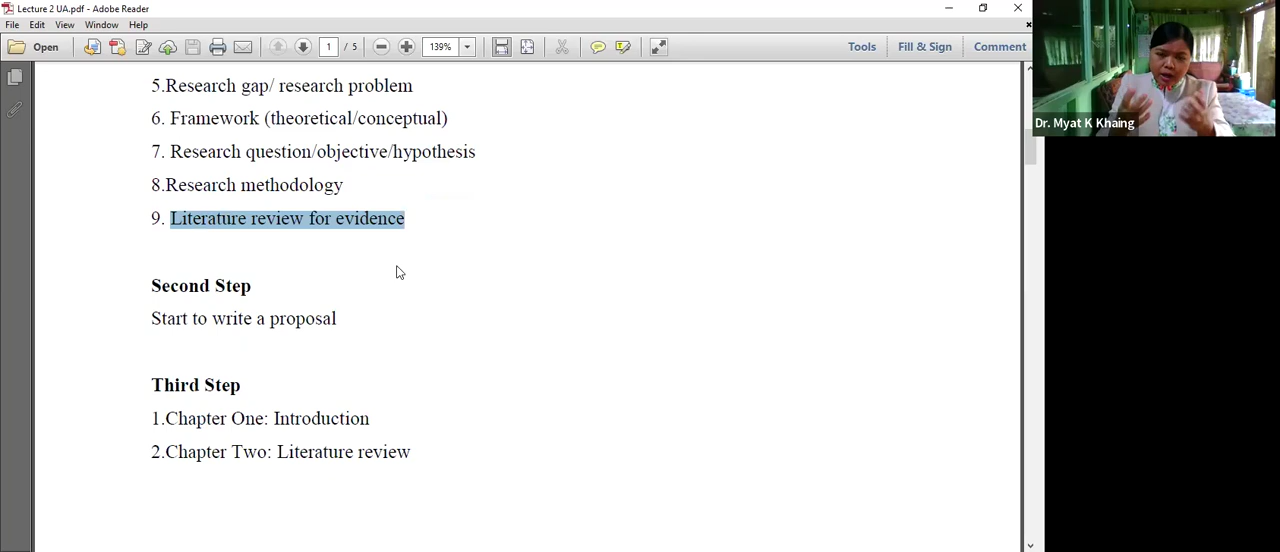 Lecture 2 UA.pdf - Adobe Reader
File Edit View Window Help
Open 1 / 5 139% Tools Fill & Sign Comment
5.Research gap/ research problem
6. Framework (theoretical/conceptual)
7. Research question/objective/hypothesis
8.Research methodology
9. Literature review for evidence
Second Step
Start to write a proposal
Third Step
1.Chapter One: Introduction
2.Chapter Two: Literature review
Dr. Myat K Khaing